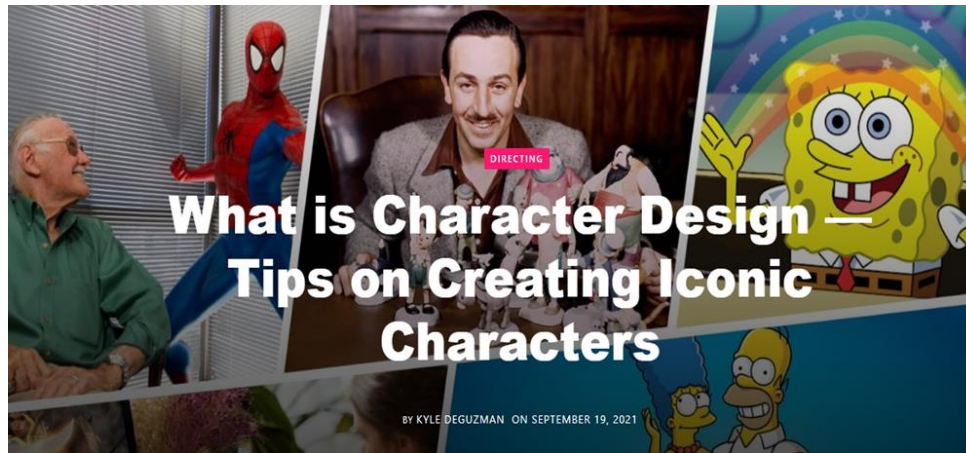 DIRECTING
What is Character Design —
Tips on Creating Iconic
Characters
BY KYLE DEGUZMAN ON SEPTEMBER 19, 2021